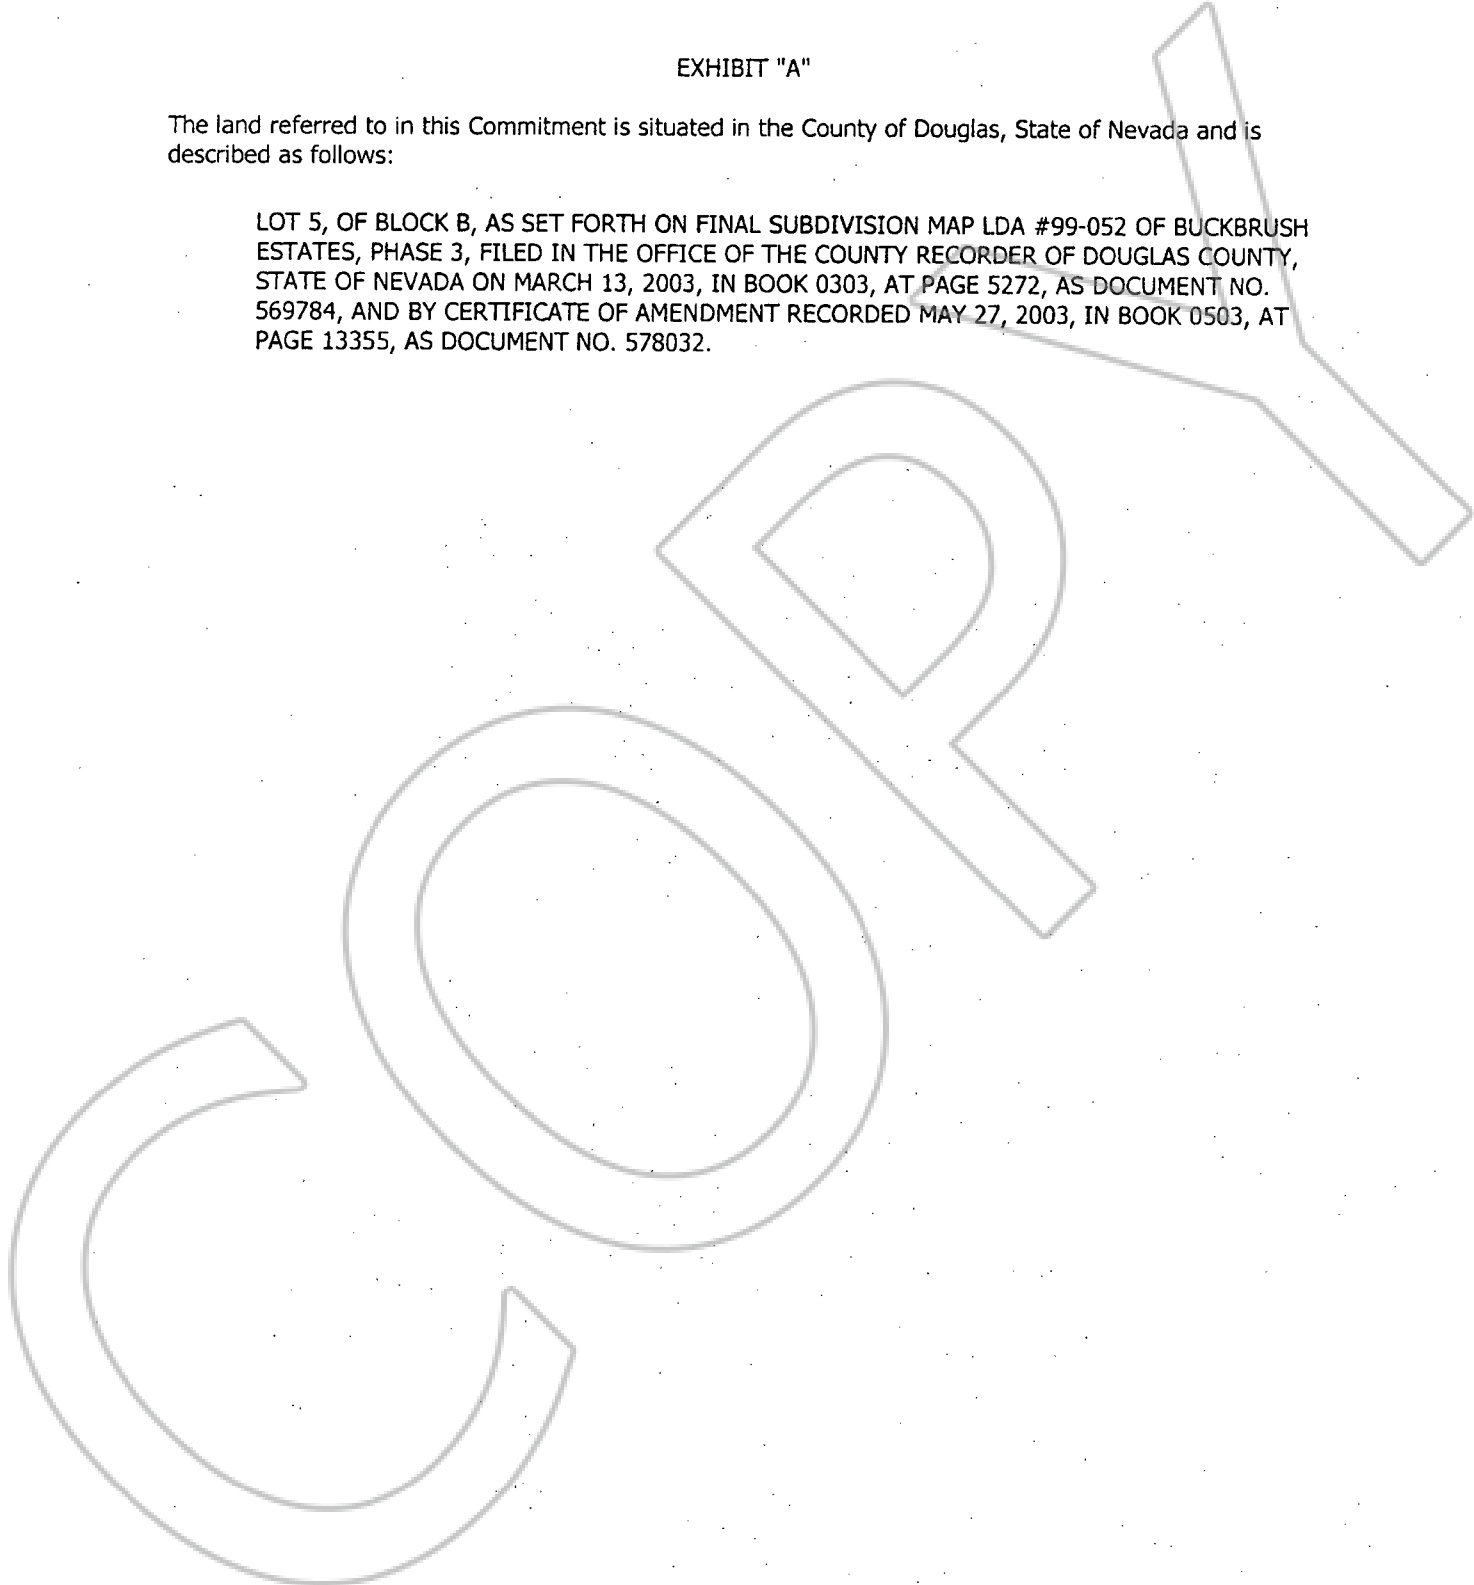 EXHIBIT "A"
The land referred to in this Commitment is situated in the County of Douglas, State of Nevada and is
described as follows:
LOT 5, OF BLOCK B, AS SET FORTH ON FINAL SUBDIVISION MAP LDA #99-052 OF BUCKBRUSH
ESTATES, PHASE 3, FILED IN THE OFFICE OF THE COUNTY RECORDER OF DOUGLAS COUNTY,
STATE OF NEVADA ON MARCH 13, 2003, IN BOOK 0303, AT PAGE 5272, AS DOCUMENT NO.
569784, AND BY CERTIFICATE OF AMENDMENT RECORDED MAY 27, 2003, IN BOOK 0503, AT
PAGE 13355, AS DOCUMENT NO. 578032.
COPY